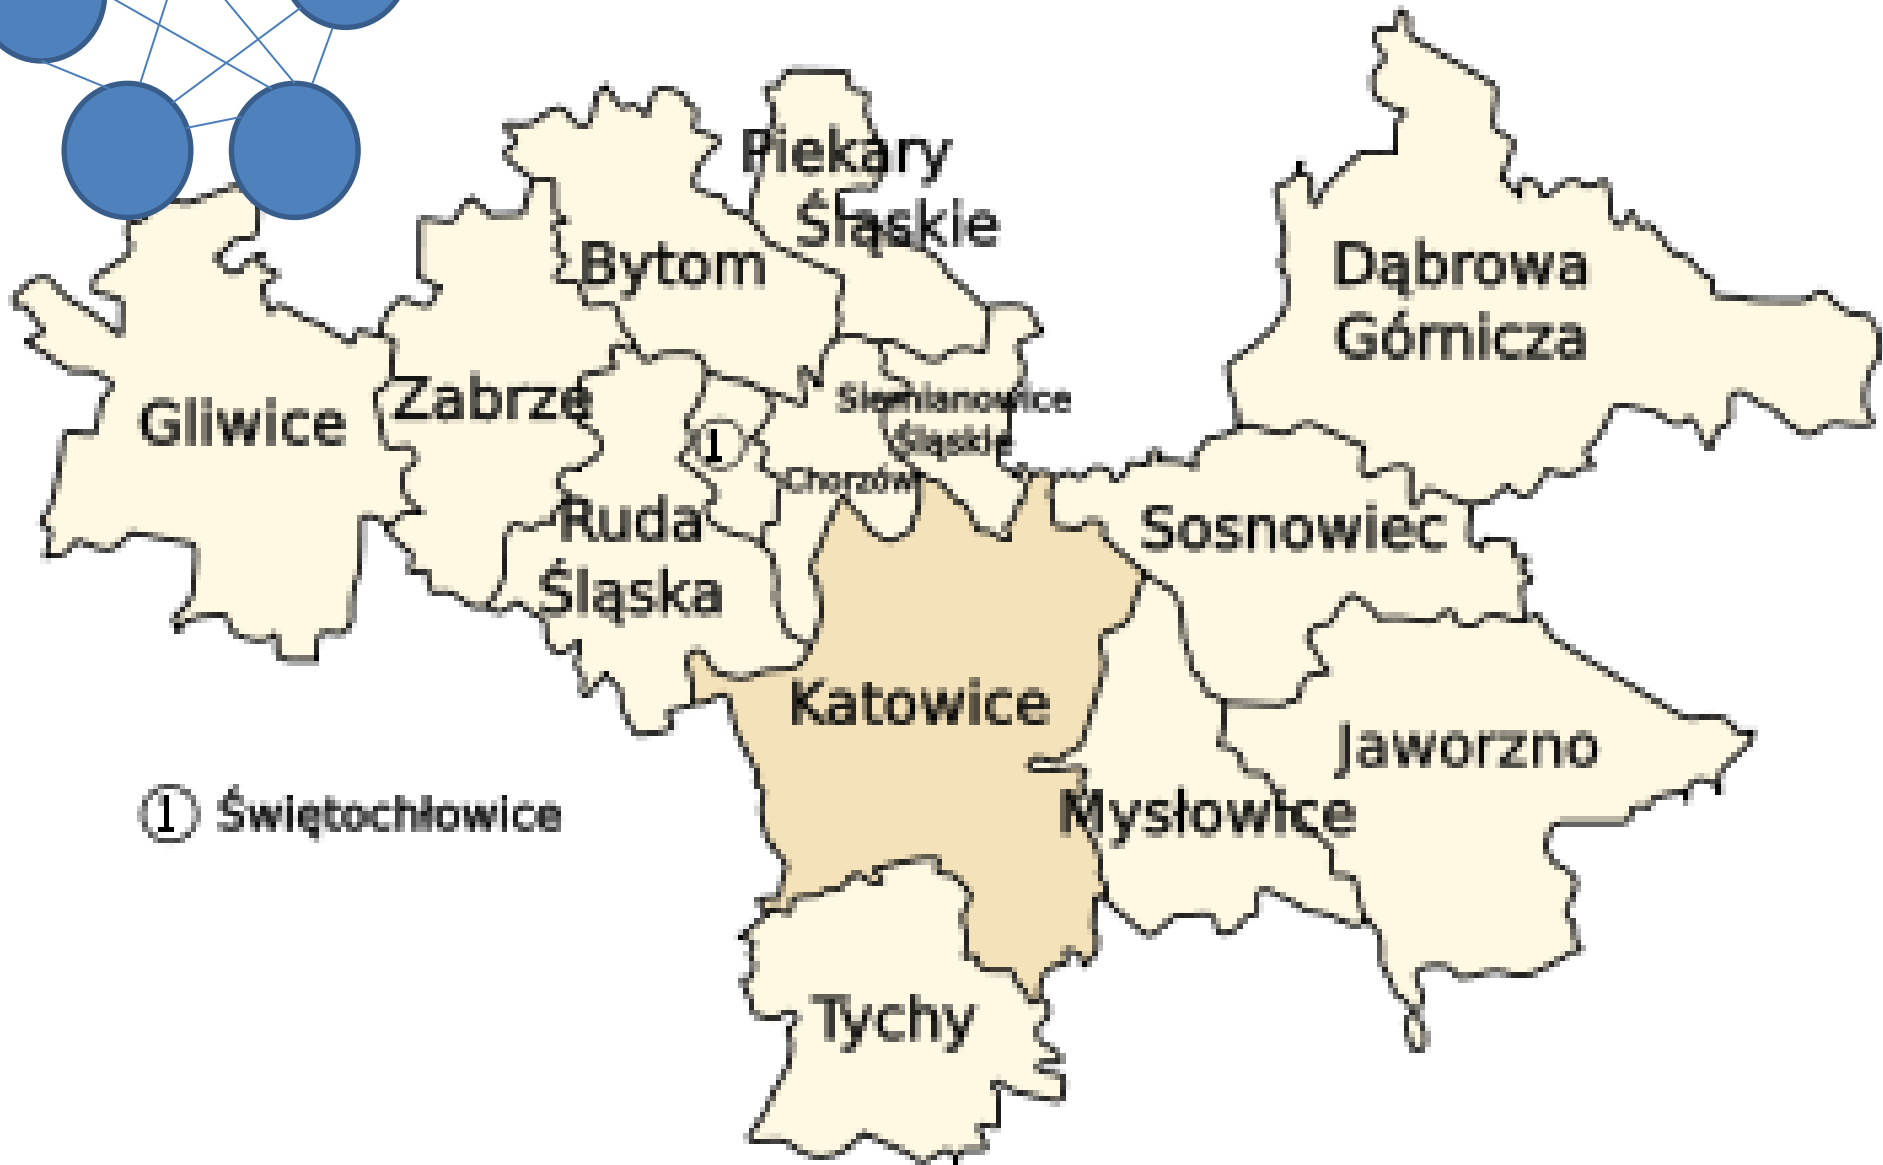 Piekary
Śląskie
Bytom
Dąbrowa
Górnicza
Zabrze
Gliwice
Siemianowice
Śląskie
1
Chorzów
Ruda
Śląska
Sosnowiec
Katowice
Jaworzno
Mysłowice
1 Świętochłowice
Tychy